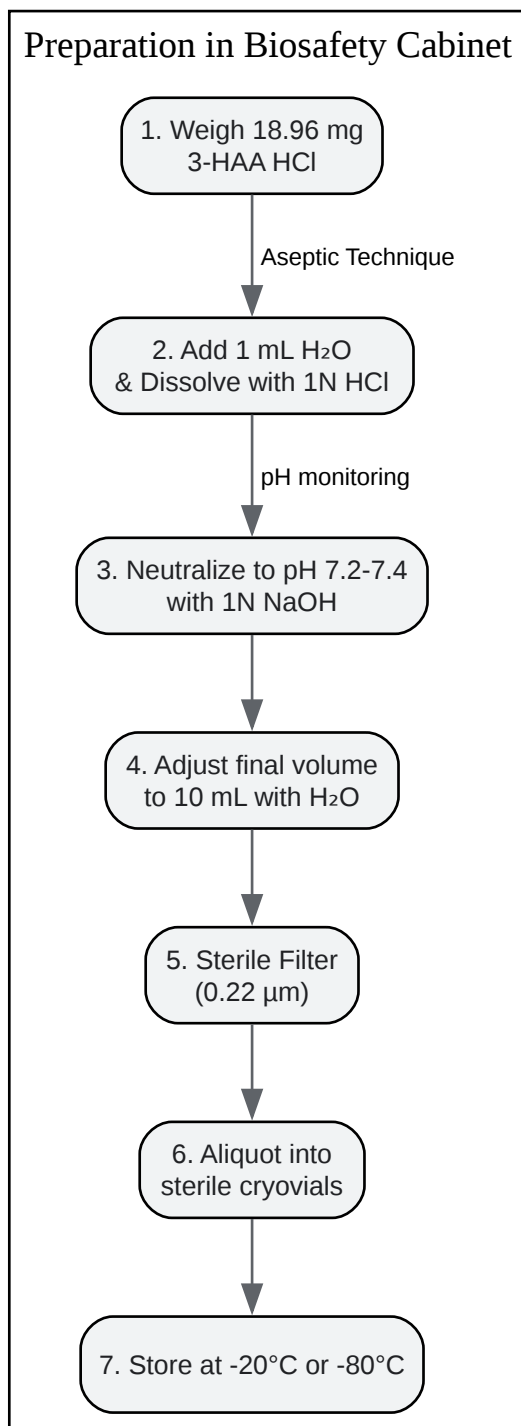 Preparation in Biosafety Cabinet
1. Weigh 18.96 mg
3-HAA HCl
Aseptic Technique
2. Add 1 mL H₂O
& Dissolve with 1N HCl
pH monitoring
3. Neutralize to pH 7.2-7.4
with 1N NaOH
4. Adjust final volume
to 10 mL with H₂O
5. Sterile Filter
(0.22 µm)
6. Aliquot into
sterile cryovials
7. Store at -20°C or -80°C